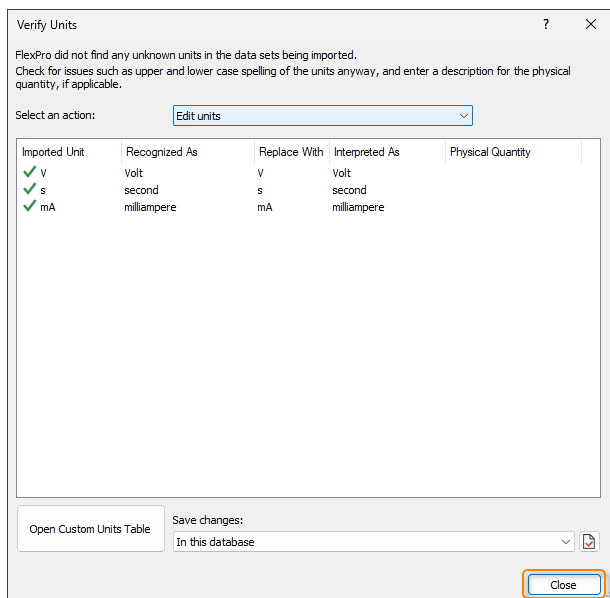 Verify Units
?
FlexPro did not find any unknown units in the data sets being imported.
Check for issues such as upper and lower case spelling of the units anyway, and enter a description for the physical
quantity, if applicable.
Select an action:
Edit units
Imported Unit Recognized As Replace With Interpreted As Physical Quantity
V Volt V Volt
s second s second
mA milliampere mA milliampere
Open Custom Units Table
Save changes:
In this database
Close